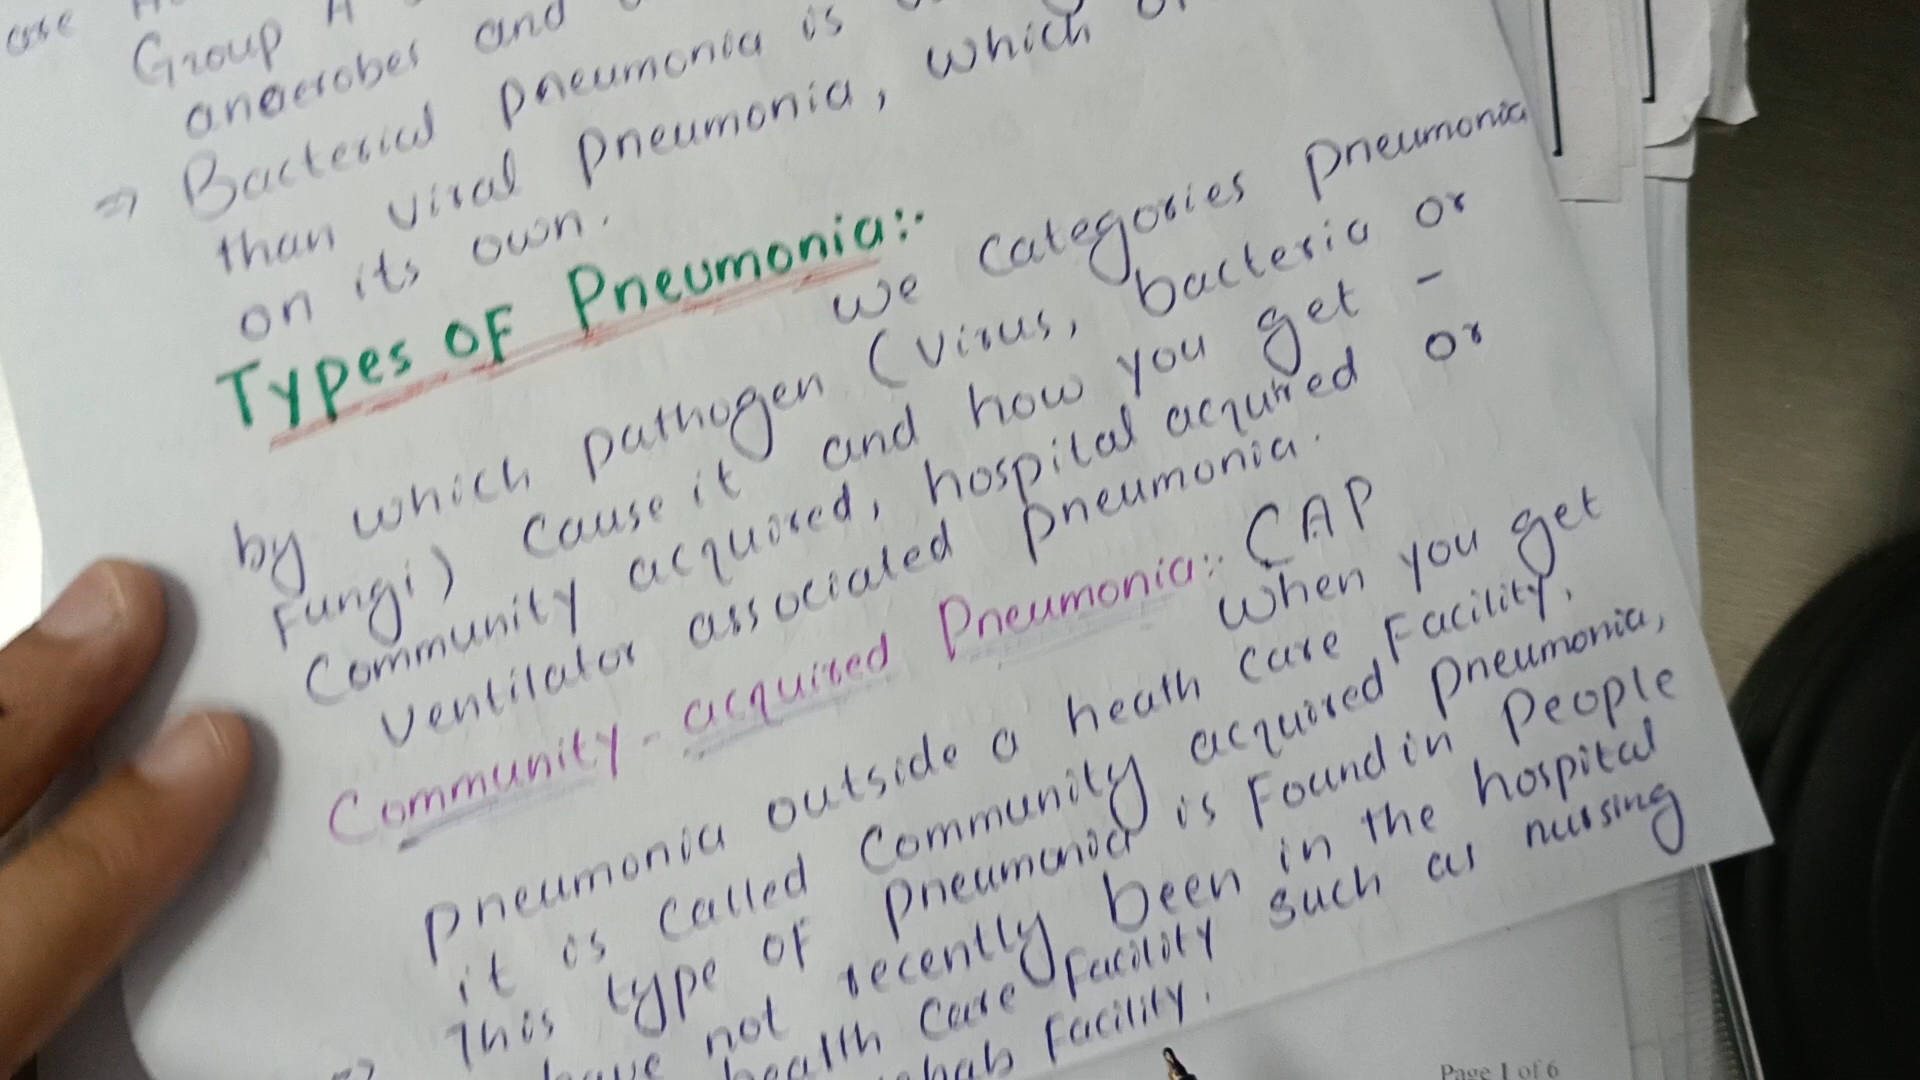 Group A
anaerobes and
⇒ Bacterial pneumonia is
than viral pneumonia, which
on its own.
Types of Pneumonia:-
we categories pneumonia
by which pathogen (virus, bacteria or
Fungi) cause it and how you get -
Community acquired, hospital acquired or
ventilator associated pneumonia.
Community-acquired Pneumonia:- CAP
When you get
pneumonia outside a heath care Facility.
it is called Community acquired pneumonia,
⇒ This type of pneumonia is Found in People
have not recently been in the hospital
health care Facility such as nursing
rehab Facility.
Page 1 of 6